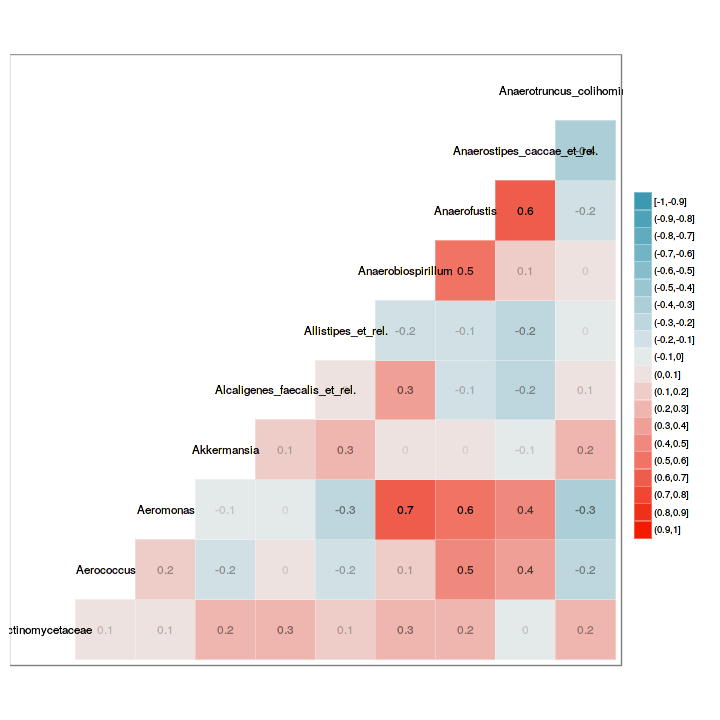 Anaerotruncus_colihomi
Anaerostipes_caccae_et_rel.
Anaerofustis 0.6 -0.2
Anaerobiospirillum 0.5 0.1 0
Allistipes_et_rel. -0.2 -0.1 -0.2 0
Alcaligenes_faecalis_et_rel. 0.3 -0.1 -0.2 0.1
Akkermansia 0.1 0.3 0 0 -0.1 0.2
Aeromonas -0.1 0 -0.3 0.7 0.6 0.4 -0.3
Aerococcus 0.2 -0.2 0 -0.2 0.1 0.5 0.4 -0.2
ctinomycetaceae 0.1 0.1 0.2 0.3 0.1 0.3 0.2 0 0.2
[-1,-0.9]
(-0.9,-0.8]
(-0.8,-0.7]
(-0.7,-0.6]
(-0.6,-0.5]
(-0.5,-0.4]
(-0.4,-0.3]
(-0.3,-0.2]
(-0.2,-0.1]
(-0.1,0]
(0,0.1]
(0.1,0.2]
(0.2,0.3]
(0.3,0.4]
(0.4,0.5]
(0.5,0.6]
(0.6,0.7]
(0.7,0.8]
(0.8,0.9]
(0.9,1]